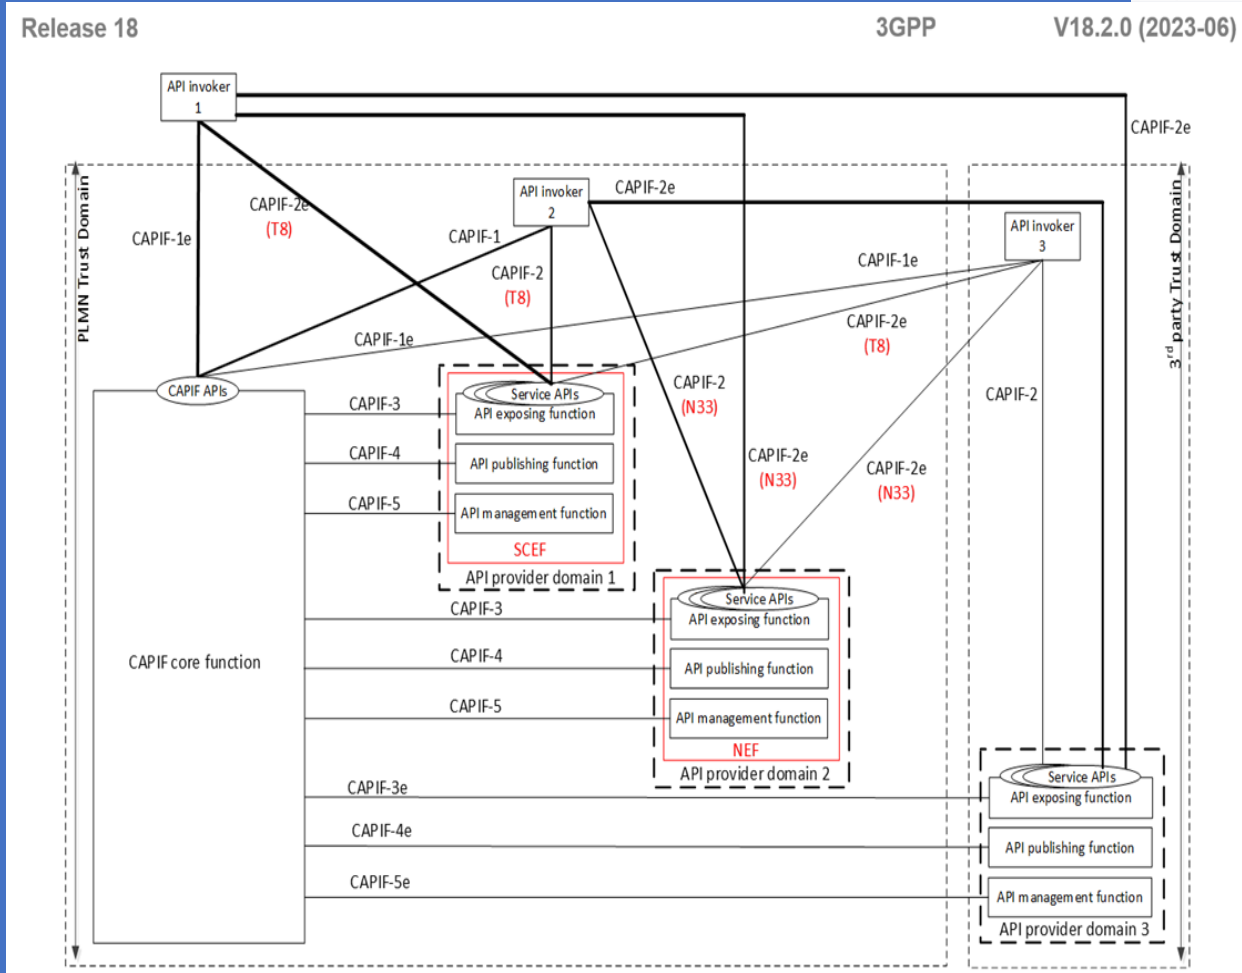 Release 18
3GPP
V18.2.0 (2023-06)
API invoker
1
CAPIF-2e
PLMN Trust Domain
3rd party Trust Domain
API invoker
2
CAPIF-2e
CAPIF-2e
(T8)
API invoker
3
CAPIF-1e
CAPIF-1
CAPIF-2
(T8)
CAPIF-1e
CAPIF-2e
(T8)
CAPIF-1e
CAPIF-2
(N33)
CAPIF-2
CAPIF APIs
Service APIs
CAPIF-3
API exposing function
CAPIF-4
API publishing function
CAPIF-2e
(N33)
CAPIF-2e
(N33)
CAPIF-5
API management function
SCEF
API provider domain 1
Service APIs
CAPIF-3
API exposing function
CAPIF core function
CAPIF-4
API publishing function
CAPIF-5
API management function
NEF
API provider domain 2
Service APIs
CAPIF-3e
API exposing function
CAPIF-4e
API publishing function
CAPIF-5e
API management function
API provider domain 3